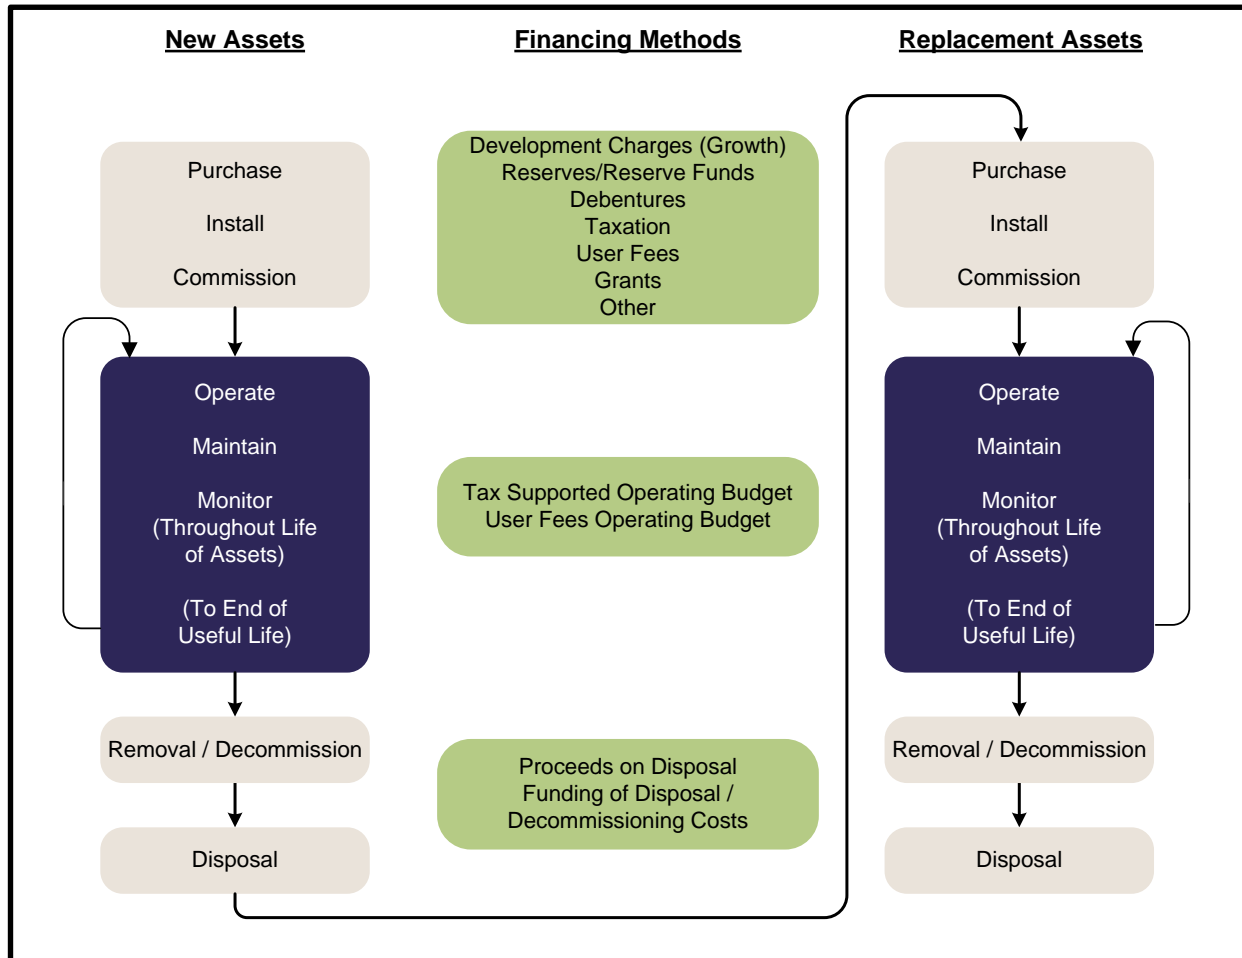 New Assets
Purchase
Install
Commission
Operate
Maintain
Monitor
(Throughout Life
of Assets)
(To End of
Useful Life)
Removal / Decommission
Disposal
Financing Methods
Development Charges (Growth)
Reserves/Reserve Funds
Debentures
Taxation
User Fees
Grants
Other
Tax Supported Operating Budget
User Fees Operating Budget
Proceeds on Disposal
Funding of Disposal /
Decommissioning Costs
Replacement Assets
Purchase
Install
Commission
Operate
Maintain
Monitor
(Throughout Life
of Assets)
(To End of
Useful Life)
Removal / Decommission
Disposal